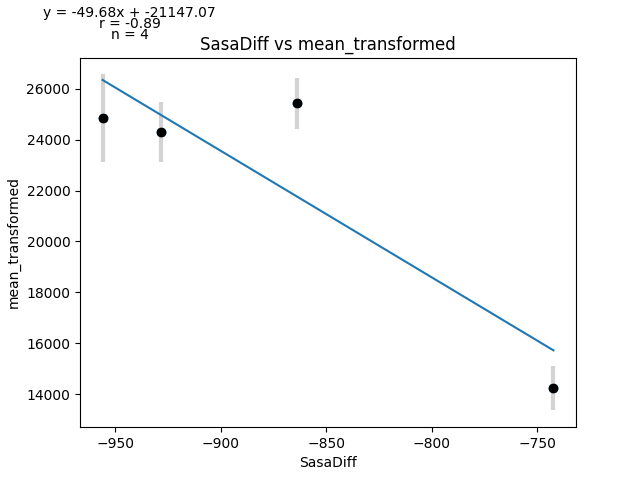 y = -49.68x + -21147.07
r = -0.89
n = 4
SasaDiff vs mean_transformed
26000
24000
22000
20000
18000
16000
14000
mean_transformed
−950
−900
−850
−800
−750
SasaDiff